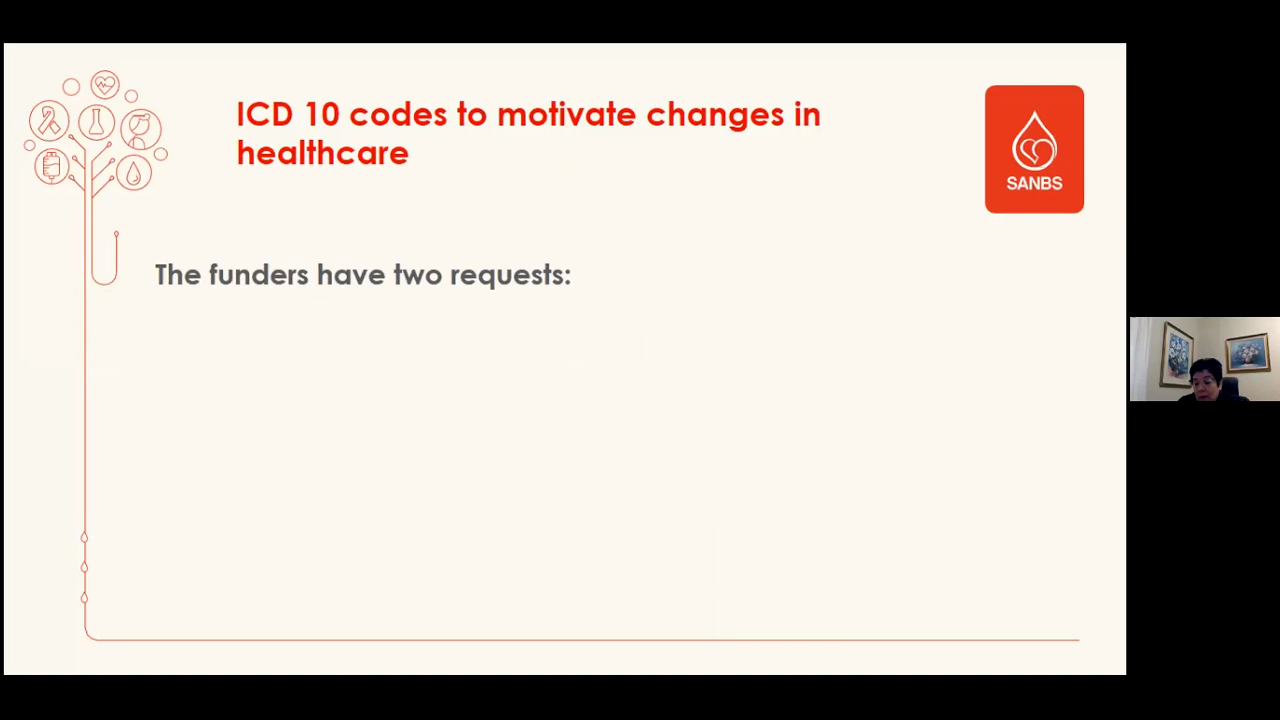 ICD 10 codes to motivate changes in
healthcare
SANBS
The funders have two requests: